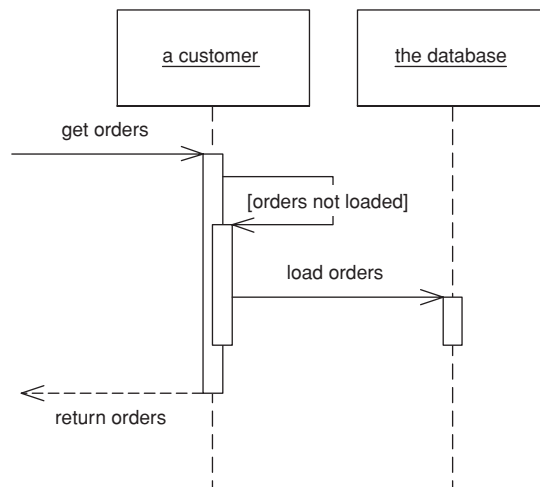 a customer
the database
get orders
[orders not loaded]
load orders
return orders